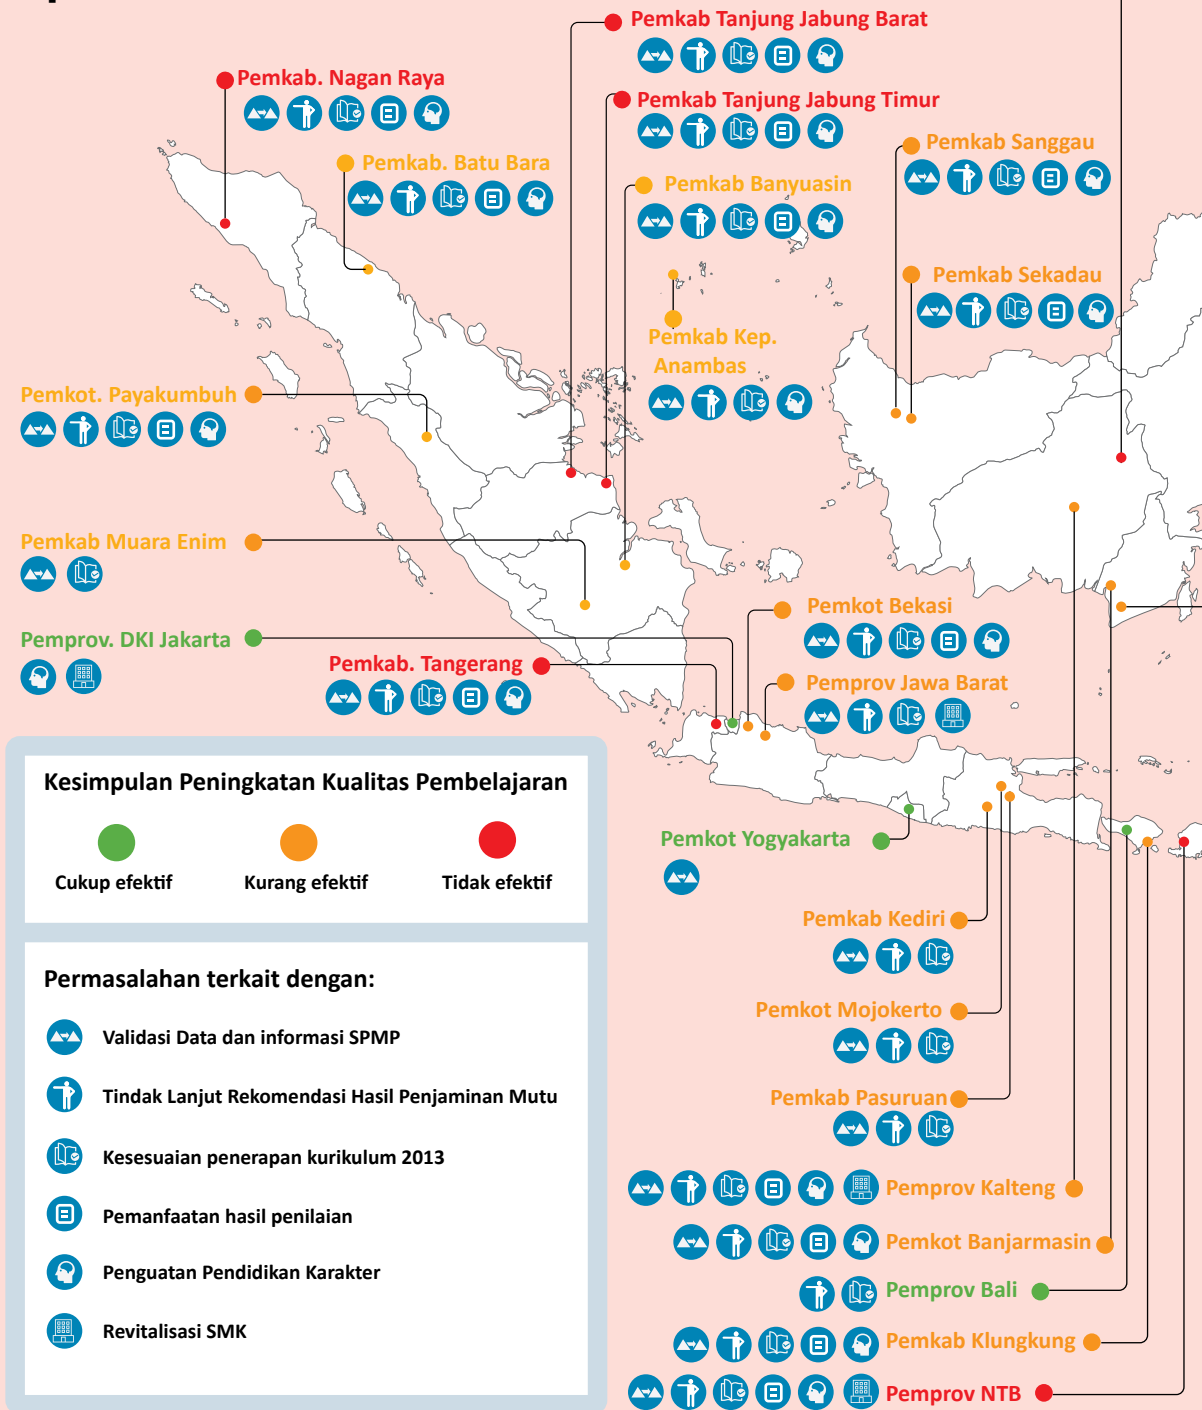 Pemkab Tanjung Jabung Barat
Pemkab. Nagan Raya
Pemkab Tanjung Jabung Timur
Pemkab. Batu Bara
Pemkab Banyuasin
Pemkab Sanggau
Pemkab Sekadau
Pemkab Kep.
Anambas
Pemkot. Payakumbuh
Pemkab Muara Enim
Pemprov. DKI Jakarta
Pemkab. Tangerang
Pemkot Bekasi
Pemprov Jawa Barat
Kesimpulan Peningkatan Kualitas Pembelajaran
Cukup efektif
Kurang efektif
Tidak efektif
Pemkot Yogyakarta
Pemkab Kediri
Pemkot Mojokerto
Pemkab Pasuruan
Pemprov Kalteng
Pemkot Banjarmasin
Pemprov Bali
Pemkab Klungkung
Pemprov NTB
Permasalahan terkait dengan:
Validasi Data dan informasi SPMP
Tindak Lanjut Rekomendasi Hasil Penjaminan Mutu
Kesesuaian penerapan kurikulum 2013
Pemanfaatan hasil penilaian
Penguatan Pendidikan Karakter
Revitalisasi SMK